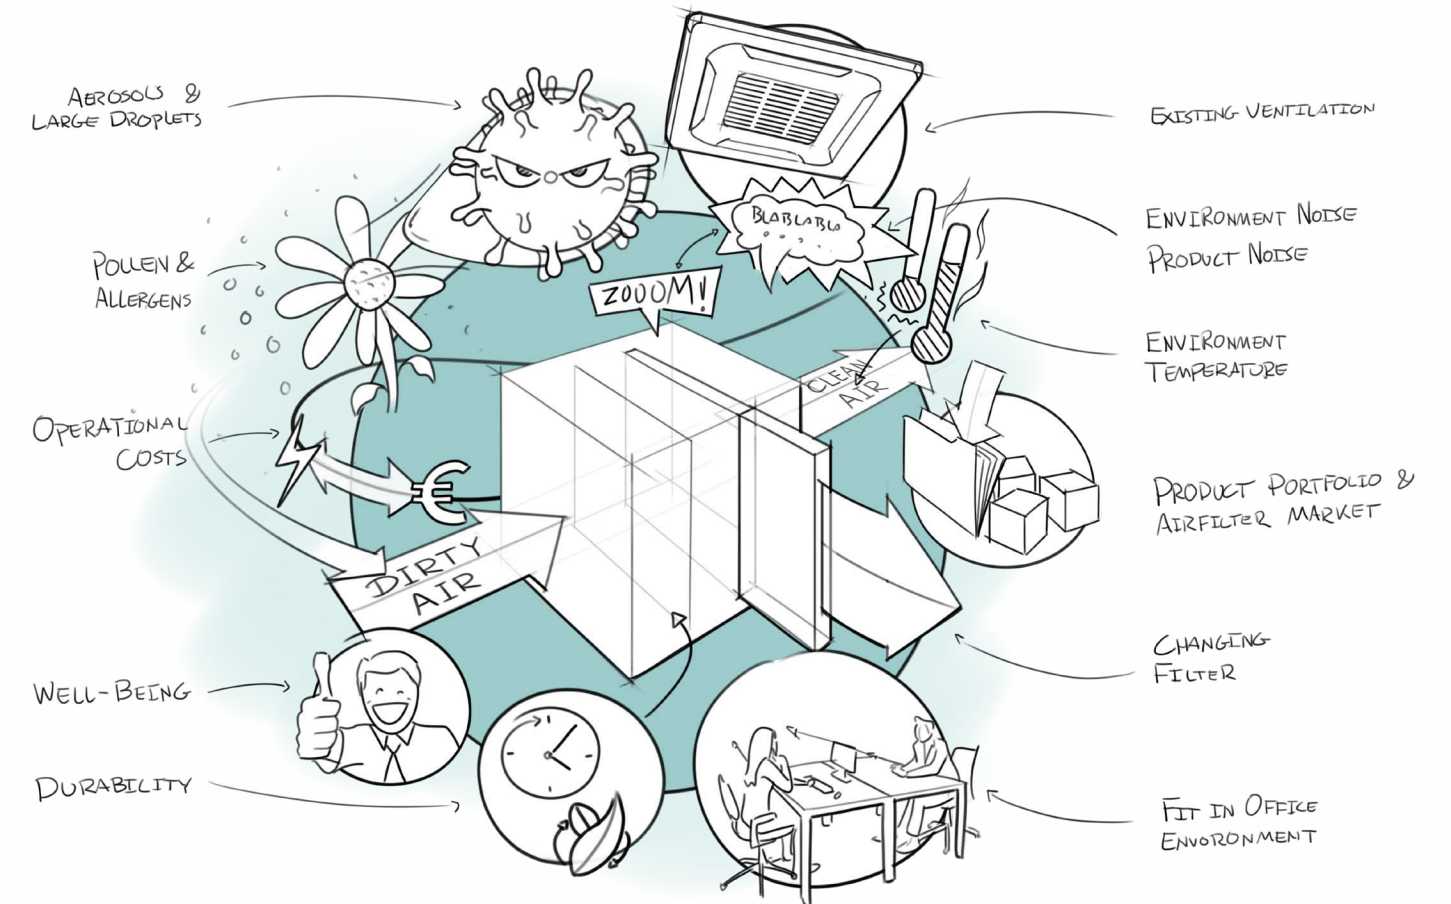 AEROSOLS &
LARGE DROPLETS
POLLEN &
ALLERGENS
OPERATIONAL
COSTS
WELL-BEING
DURABILITY
BLABLABLA
ZOOOM!
CLEAN
AIR
€
DIRTY
AIR
EXISTING VENTILATION
ENVIRONMENT NOISE
PRODUCT NOISE
ENVIRONMENT
TEMPERATURE
PRODUCT PORTFOLIO &
AIRFILTER MARKET
CHANGING
FILTER
FIT IN OFFICE
ENVORONMENT